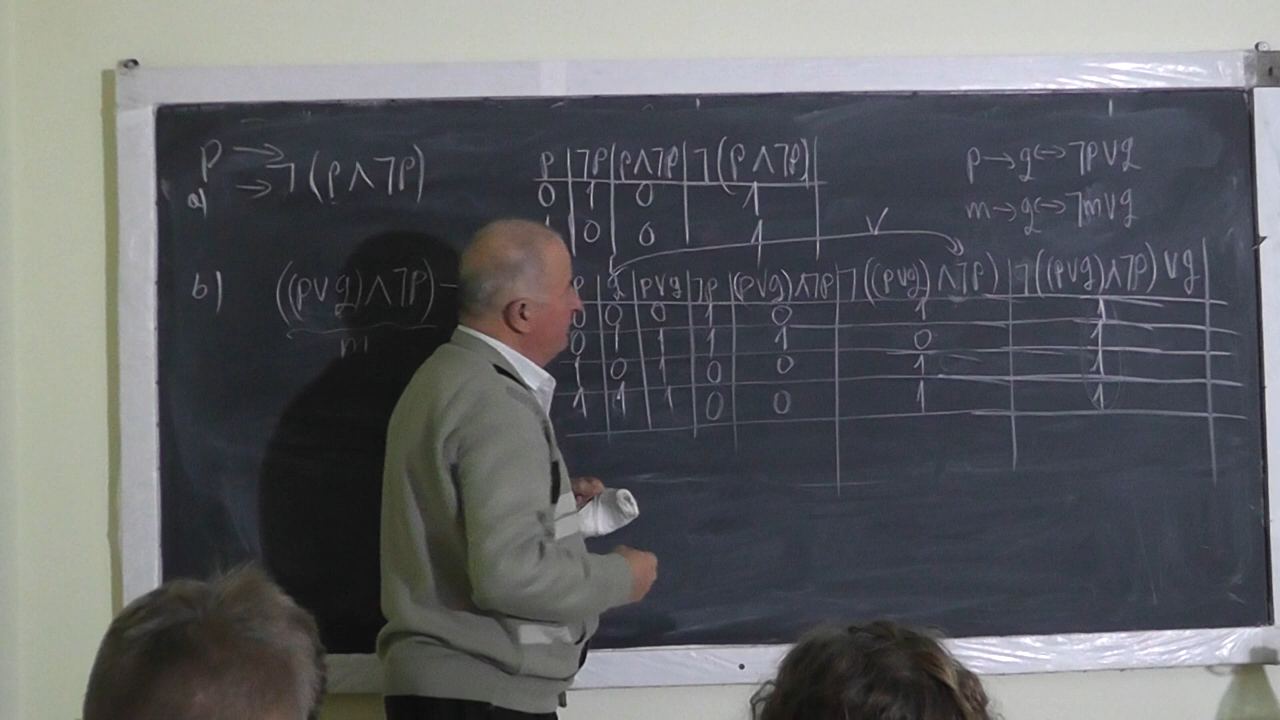 p →
a) → ¬(p∧¬p)
p | ¬p | p∧¬p | ¬(p∧¬p)
0 | 1 | 0 | 1
0 | 0 | 1
p→g↔¬p∨g
m→g↔¬m∨g
b) ((p∨g)∧¬p)
m
p | g | p∨g | ¬p | (p∨g)∧¬p | ¬((p∨g)∧¬p) | ¬((p∨g)∧¬p)∨g
0 | 0 | 0 | 1 | 0 | 1 | 1
0 | 1 | 1 | 1 | 1 | 0 | 1
1 | 0 | 1 | 0 | 0 | 1 | 1
1 | 1 | 1 | 0 | 0 | 1 | 1
∨